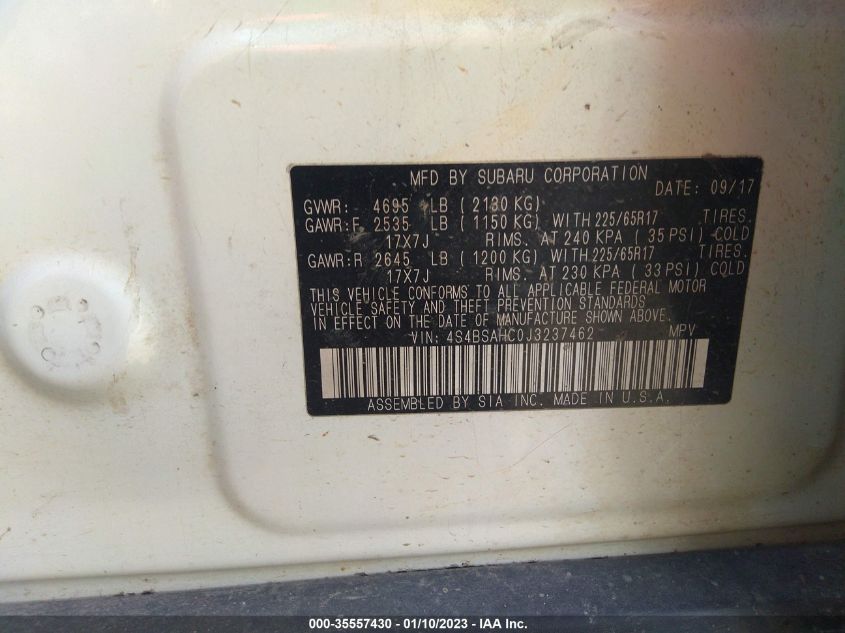 MFD BY SUBARU CORPORATION
DATE: 09/17
GVWR: 4695 LB ( 2130 KG)
GAWR:F 2535 LB ( 1150 KG) WITH 225/65R17 TIRES.
17X7J RIMS. AT 240 KPA ( 35 PSI) COLD
GAWR:R 2645 LB ( 1200 KG) WITH 225/65R17 TIRES.
17X7J RIMS. AT 230 KPA ( 33 PSI) COLD
THIS VEHICLE CONFORMS TO ALL APPLICABLE FEDERAL MOTOR
VEHICLE SAFETY AND THEFT PREVENTION STANDARDS
IN EFFECT ON THE DATE OF MANUFACTURE SHOWN ABOVE.
VIN: 4S4BSAHC0J3237462 MPV
ASSEMBLED BY SIA INC. MADE IN U.S.A.
000-35557430 - 01/10/2023 - IAA Inc.